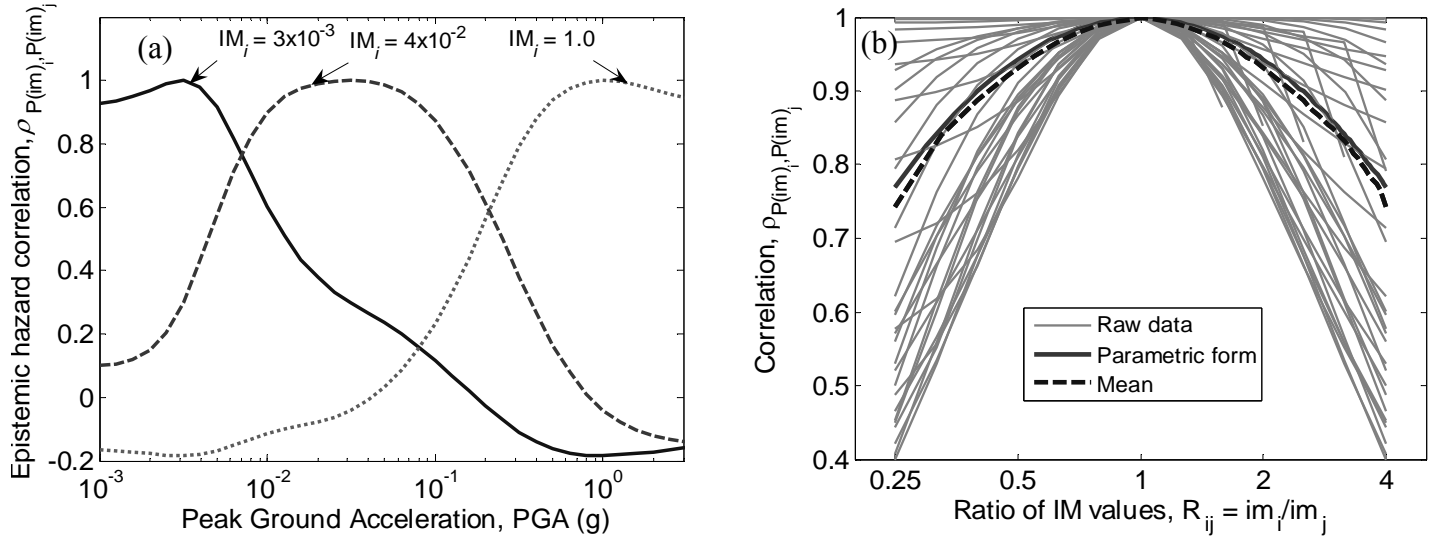 (a)
IM_i = 3x10^-3
IM_i = 4x10^-2
IM_i = 1.0
Epistemic hazard correlation, ρ P(im)_i,P(im)_j
1
0.8
0.6
0.4
0.2
0
-0.2
10^-3
10^-2
10^-1
10^0
Peak Ground Acceleration, PGA (g)
(b)
Correlation, ρ P(im)_i,P(im)_j
1
0.9
0.8
0.7
0.6
0.5
0.4
Raw data
Parametric form
Mean
0.25
0.5
1
2
4
Ratio of IM values, R_ij = im_i/im_j